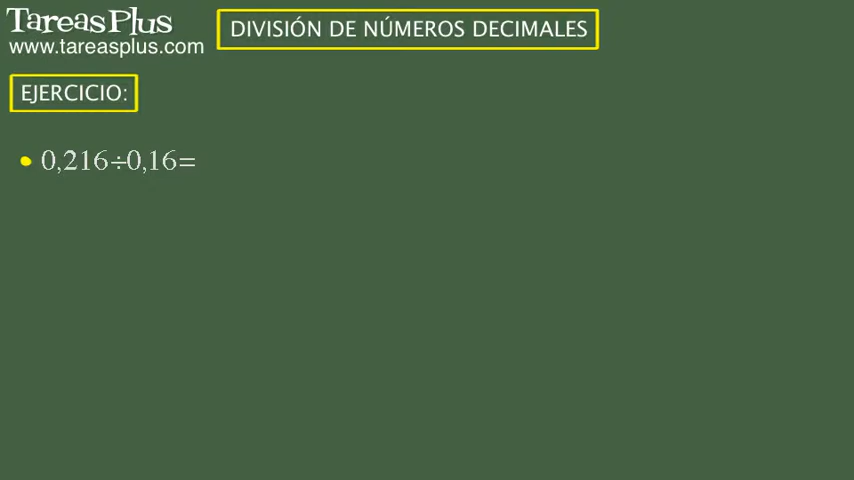 TareasPlus
www.tareasplus.com
DIVISIÓN DE NÚMEROS DECIMALES
EJERCICIO:
• 0,216÷0,16=